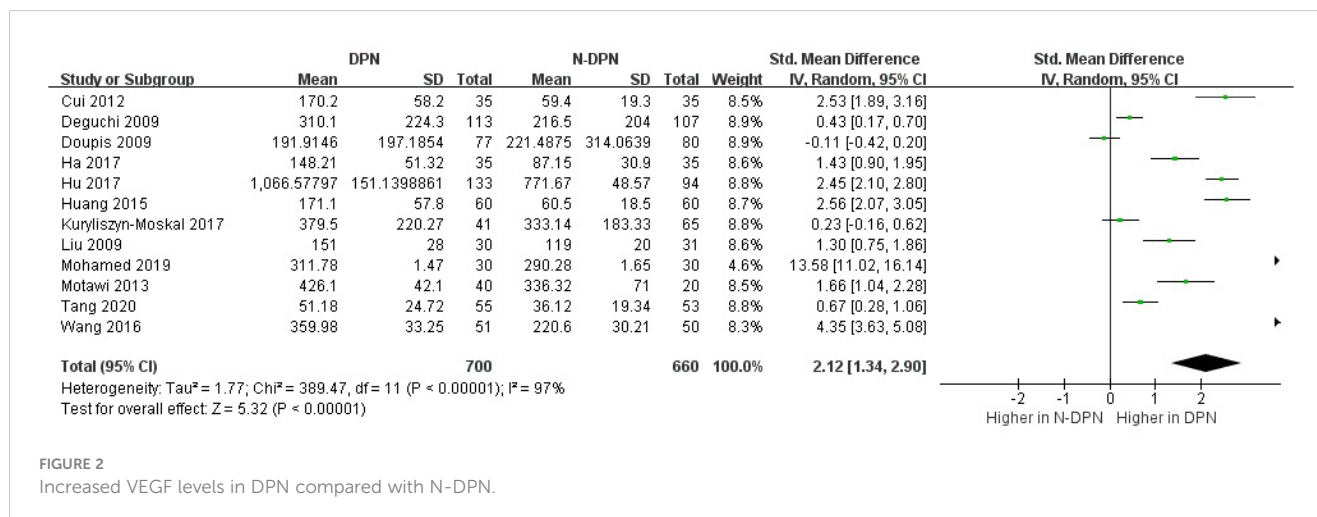 DPN N-DPN Std. Mean Difference Std. Mean Difference
Study or Subgroup Mean SD Total Mean SD Total Weight IV, Random, 95% CI IV, Random, 95% CI
Cui 2012 170.2 58.2 35 59.4 19.3 35 8.5% 2.53 [1.89, 3.16]
Deguchi 2009 310.1 224.3 113 216.5 204 107 8.9% 0.43 [0.17, 0.70]
Doupis 2009 191.9146 197.1854 77 221.4875 314.0639 80 8.9% -0.11 [-0.42, 0.20]
Ha 2017 148.21 51.32 35 87.15 30.9 35 8.6% 1.43 [0.90, 1.95]
Hu 2017 1,066.57797 151.1398861 133 771.67 48.57 94 8.8% 2.45 [2.10, 2.80]
Huang 2015 171.1 57.8 60 60.5 18.5 60 8.7% 2.56 [2.07, 3.05]
Kuryliszyn-Moskal 2017 379.5 220.27 41 333.14 183.33 65 8.8% 0.23 [-0.16, 0.62]
Liu 2009 151 28 30 119 20 31 8.6% 1.30 [0.75, 1.86]
Mohamed 2019 311.78 1.47 30 290.28 1.65 30 4.6% 13.58 [11.02, 16.14]
Motawi 2013 426.1 42.1 40 336.32 71 20 8.5% 1.66 [1.04, 2.28]
Tang 2020 51.18 24.72 55 36.12 19.34 53 8.8% 0.67 [0.28, 1.06]
Wang 2016 359.98 33.25 51 220.6 30.21 50 8.3% 4.35 [3.63, 5.08]
Total (95% CI) 700 660 100.0% 2.12 [1.34, 2.90]
Heterogeneity: Tau² = 1.77; Chi² = 389.47, df = 11 (P < 0.00001); I² = 97%
Test for overall effect: Z = 5.32 (P < 0.00001)
-2 -1 0 1 2
Higher in N-DPN Higher in DPN
FIGURE 2
Increased VEGF levels in DPN compared with N-DPN.